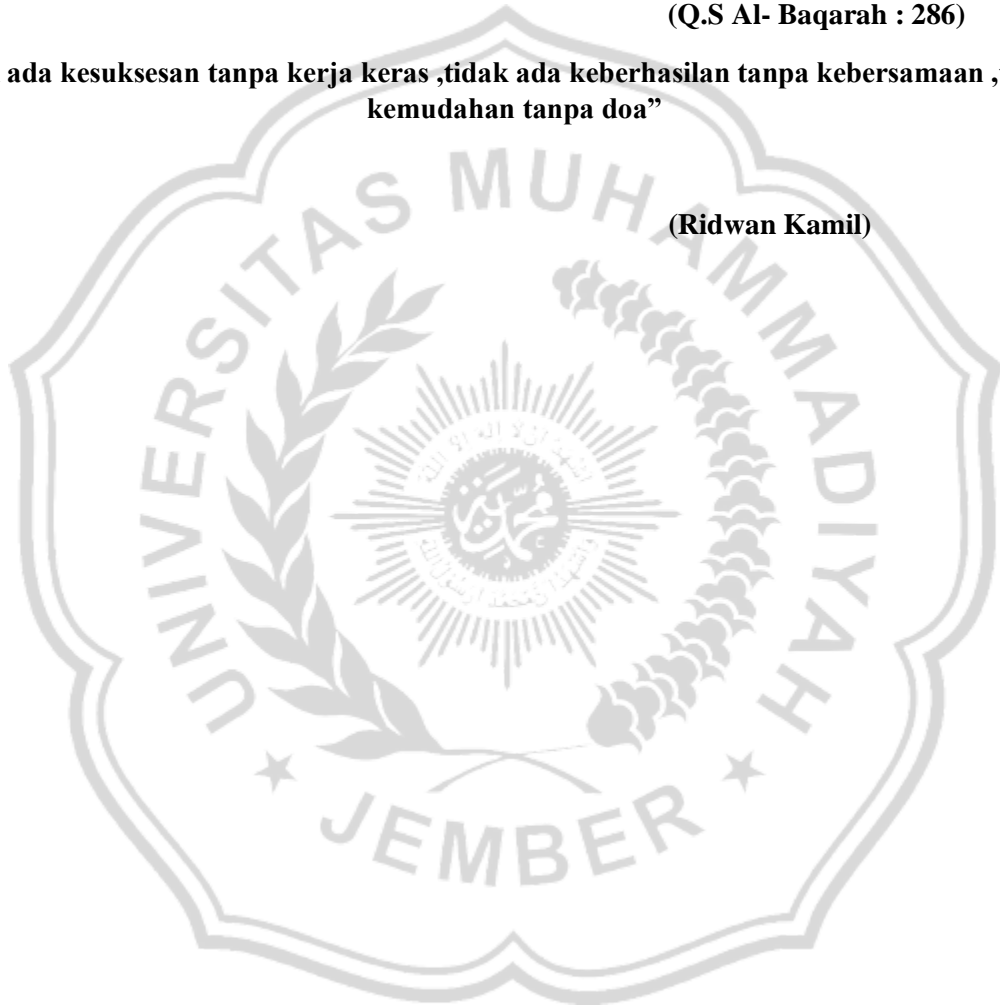 (Q.S Al- Baqarah : 286)
ada kesuksesan tanpa kerja keras ,tidak ada keberhasilan tanpa kebersamaan ,
kemudahan tanpa doa”
(Ridwan Kamil)
UNIVERSITAS MUHAMMADIYAH
JEMBER